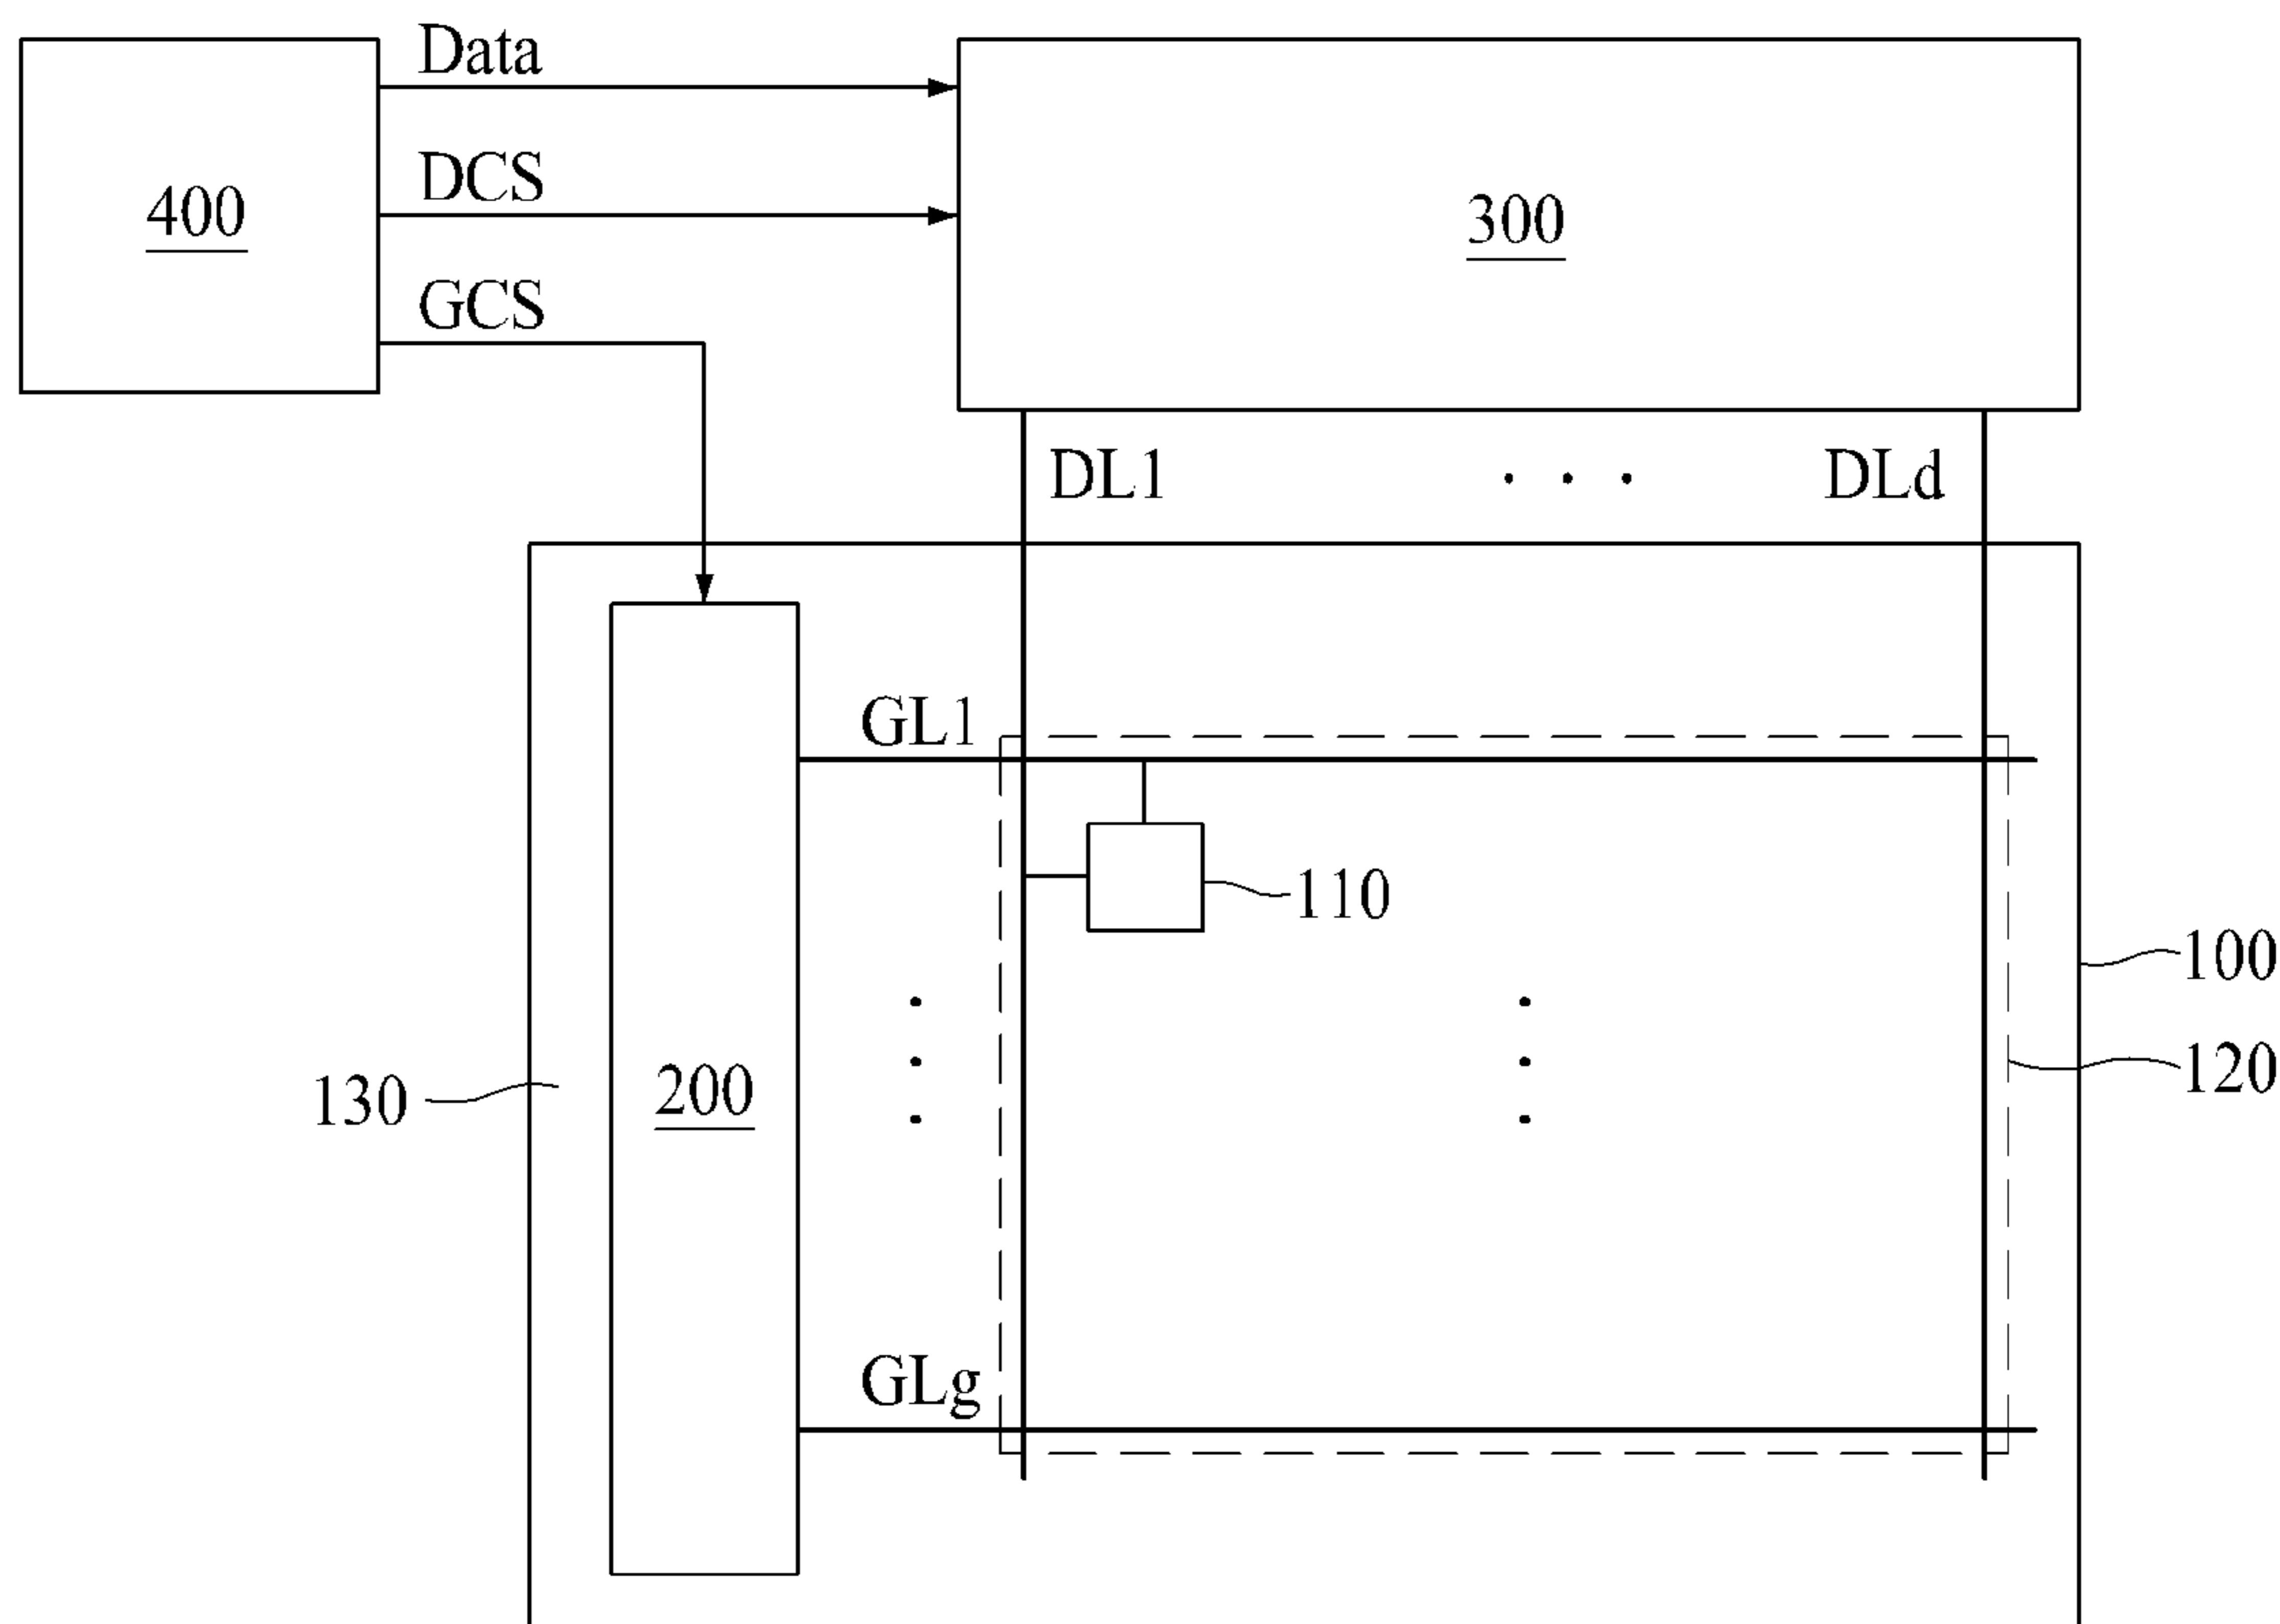 Data
DCS
400
300
GCS
DL1
. . .
DLd
GL1
110
100
120
130
200
GLg